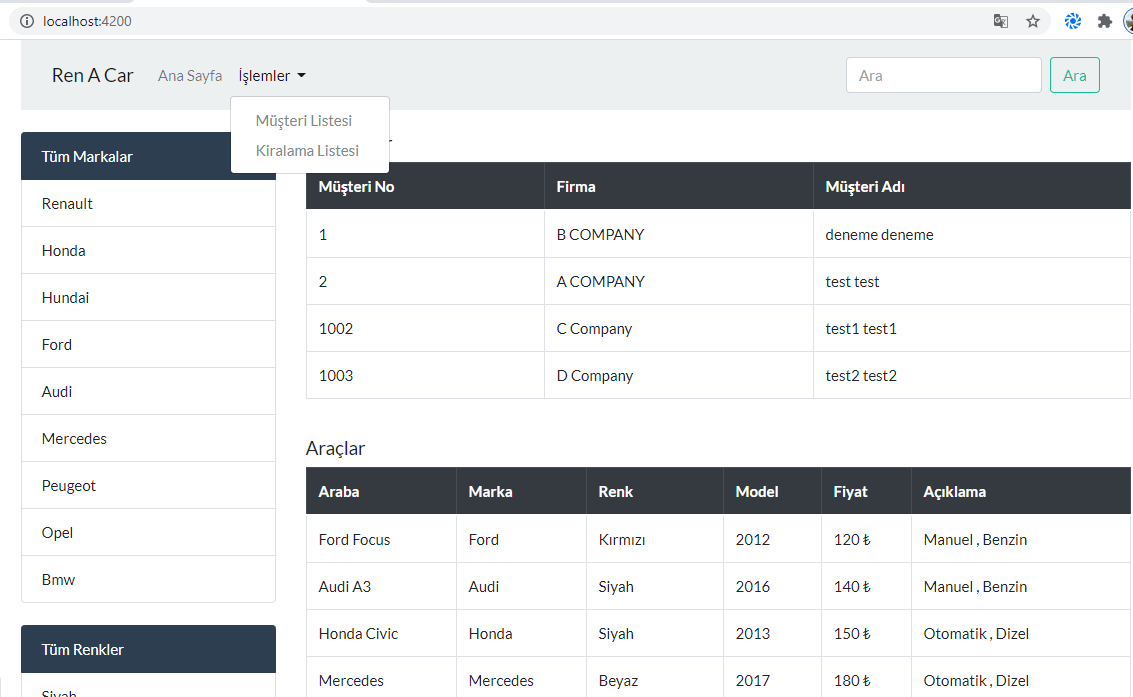 localhost:4200
Ren A Car Ana Sayfa İşlemler Ara Ara
Müşteri Listesi
Kiralama Listesi
Tüm Markalar
Renault
Honda
Hundai
Ford
Audi
Mercedes
Peugeot
Opel
Bmw
Tüm Renkler
Siyah
Müşteri No Firma Müşteri Adı
1 B COMPANY deneme deneme
2 A COMPANY test test
1002 C Company test1 test1
1003 D Company test2 test2
Araçlar
Araba Marka Renk Model Fiyat Açıklama
Ford Focus Ford Kırmızı 2012 120 ₺ Manuel , Benzin
Audi A3 Audi Siyah 2016 140 ₺ Manuel , Benzin
Honda Civic Honda Siyah 2013 150 ₺ Otomatik , Dizel
Mercedes Mercedes Beyaz 2017 180 ₺ Otomatik , Dizel